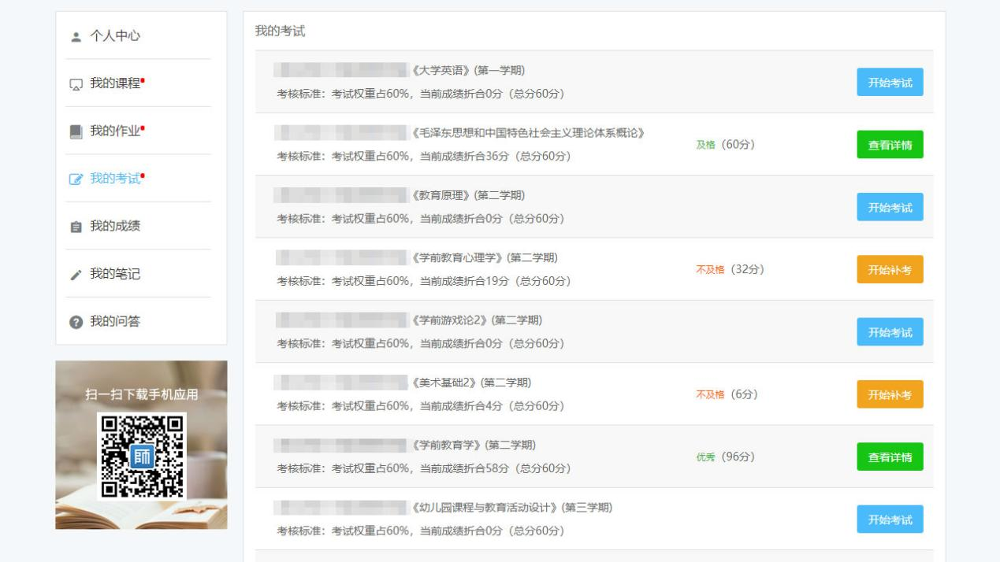 个人中心
我的课程
我的作业
我的考试
我的成绩
我的笔记
我的问答
扫一扫下载手机应用
師
我的考试
《大学英语》(第一学期)
考核标准：考试权重占60%，当前成绩折合0分（总分60分）
开始考试
《毛泽东思想和中国特色社会主义理论体系概论》
考核标准：考试权重占60%，当前成绩折合36分（总分60分）
及格（60分）
查看详情
《教育原理》(第二学期)
考核标准：考试权重占60%，当前成绩折合0分（总分60分）
开始考试
《学前教育心理学》(第二学期)
考核标准：考试权重占60%，当前成绩折合19分（总分60分）
不及格（32分）
开始补考
《学前游戏论2》(第二学期)
考核标准：考试权重占60%，当前成绩折合0分（总分60分）
开始考试
《美术基础2》(第二学期)
考核标准：考试权重占60%，当前成绩折合4分（总分60分）
不及格（6分）
开始补考
《学前教育学》(第二学期)
考核标准：考试权重占60%，当前成绩折合58分（总分60分）
优秀（96分）
查看详情
《幼儿园课程与教育活动设计》(第三学期)
考核标准：考试权重占60%，当前成绩折合0分（总分60分）
开始考试